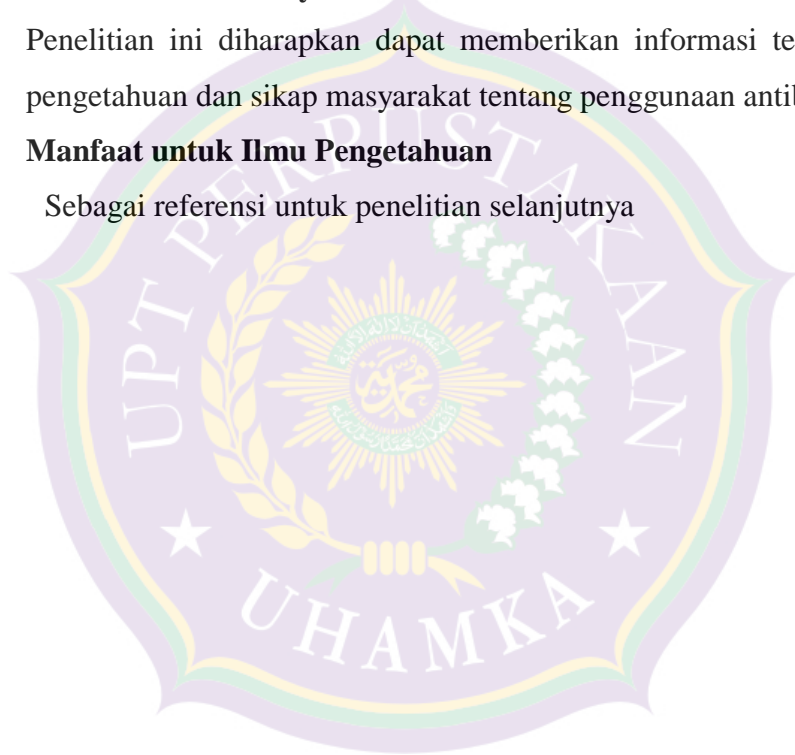 Penelitian ini diharapkan dapat memberikan informasi
pengetahuan dan sikap masyarakat tentang penggunaan
Manfaat untuk Ilmu Pengetahuan
Sebagai referensi untuk penelitian selanjutnya
UPT PERPUSTAKAAN
UHAMKA